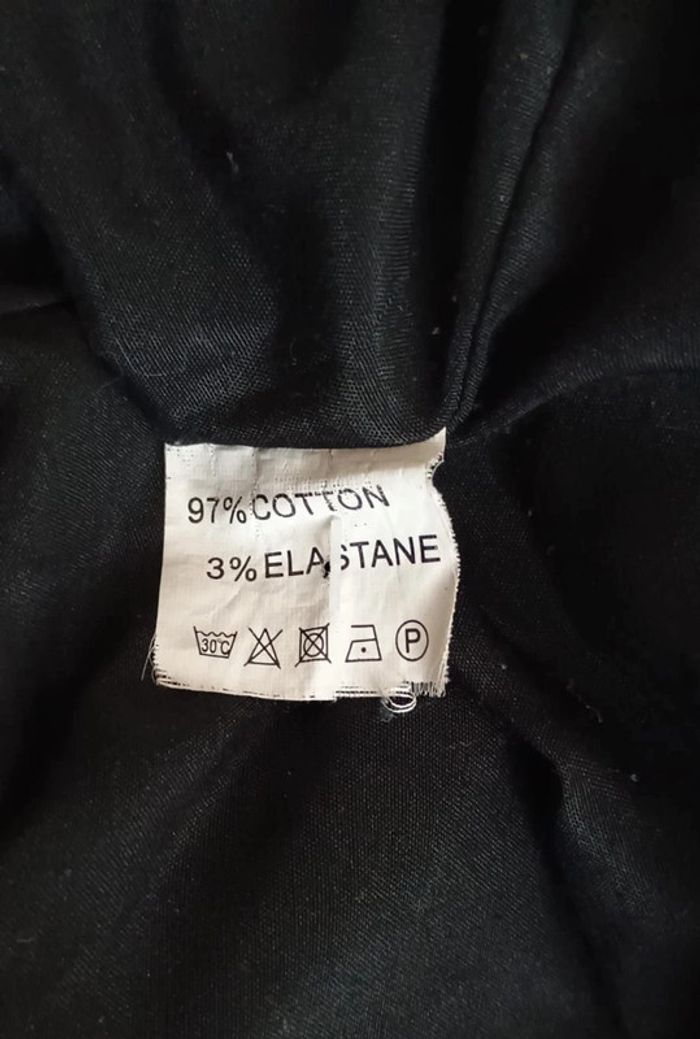 97% COTTON
3% ELASTANE
30°C P